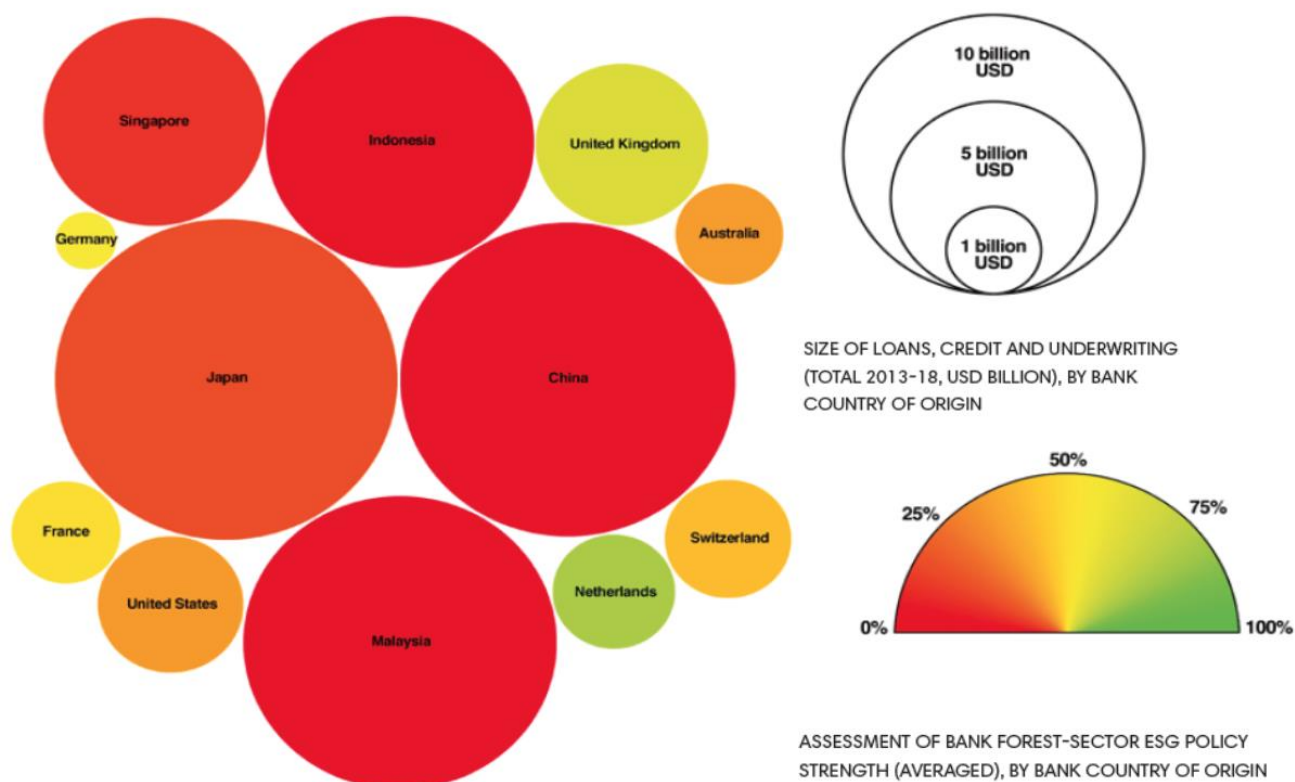 Singapore
Indonesia
United Kingdom
Germany
Australia
Japan
China
France
United States
Malaysia
Netherlands
Switzerland
10 billion
USD
5 billion
USD
1 billion
USD
SIZE OF LOANS, CREDIT AND UNDERWRITING
(TOTAL 2013-18, USD BILLION), BY BANK
COUNTRY OF ORIGIN
0%
25%
50%
75%
100%
ASSESSMENT OF BANK FOREST-SECTOR ESG POLICY
STRENGTH (AVERAGED), BY BANK COUNTRY OF ORIGIN